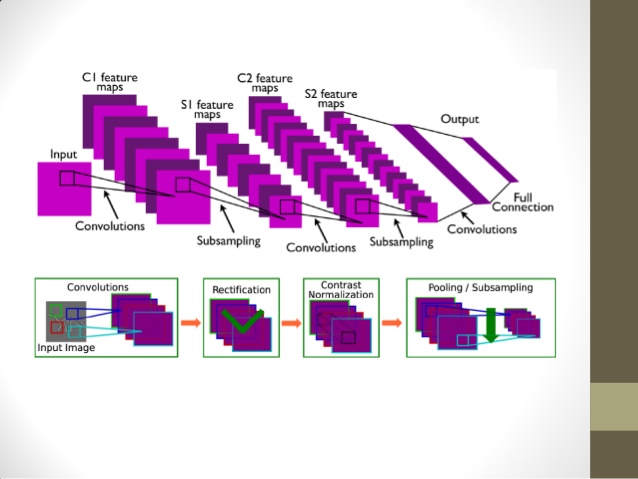 C1 feature
maps
S1 feature
maps
C2 feature
maps
S2 feature
maps
Output
Input
Convolutions
Subsampling
Convolutions
Subsampling
Convolutions
Full
Connection
Convolutions
Input Image
Rectification
Contrast
Normalization
Pooling / Subsampling